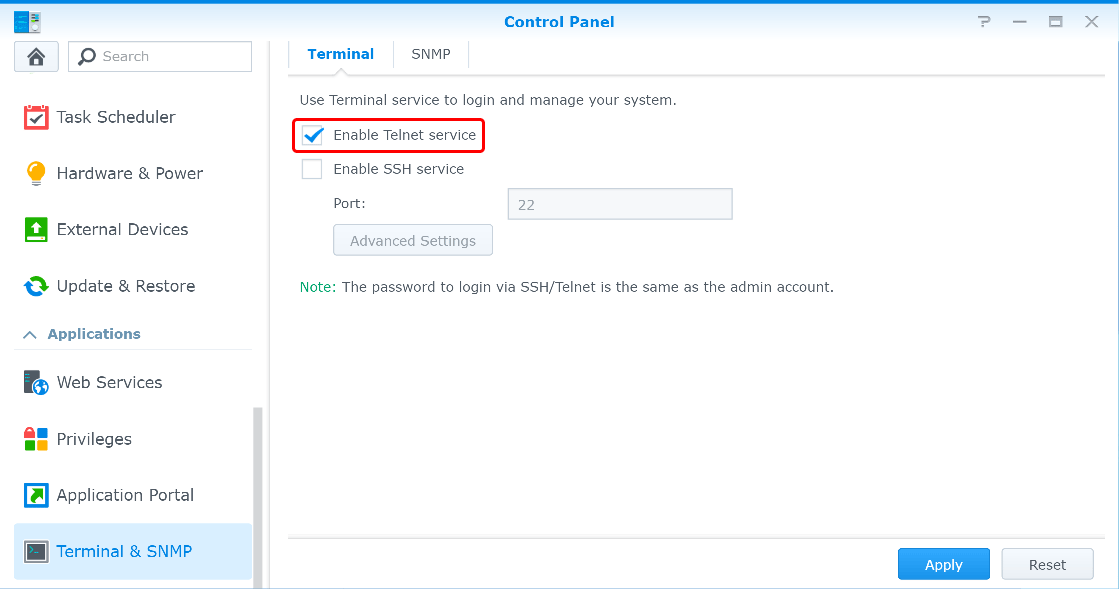 Control Panel
Search
Task Scheduler
Hardware & Power
External Devices
Update & Restore
Applications
Web Services
Privileges
Application Portal
Terminal & SNMP
Terminal
SNMP
Use Terminal service to login and manage your system.
Enable Telnet service
Enable SSH service
Port:
22
Advanced Settings
Note: The password to login via SSH/Telnet is the same as the admin account.
Apply
Reset